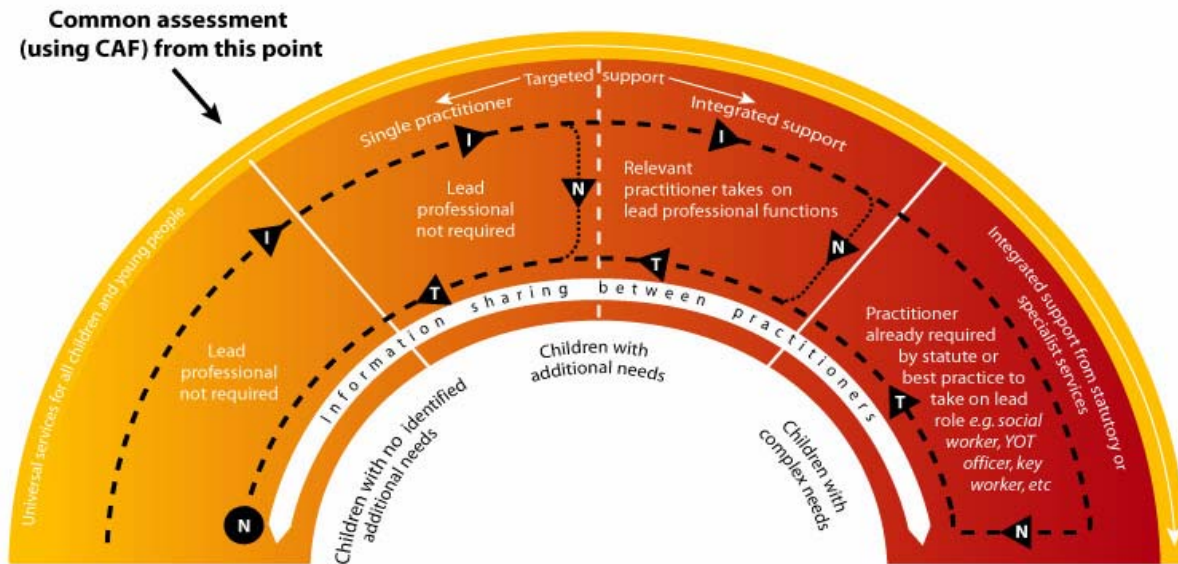 Common assessment
(using CAF) from this point
Targeted support
Single practitioner
Integrated support
I
I
I
N
Relevant
practitioner takes on
lead professional functions
Lead
professional
not required
N
T
T
Universal services for all children and young people
Lead
professional
not required
Information sharing between practitioners
Practitioner
already required
by statute or
best practice to
take on lead
role e.g. social
worker, YOT
officer, key
worker, etc
T
Integrated support from statutory or
specialist services
Children with
additional needs
Children with no identified
additional needs
Children with
complex needs
N
N